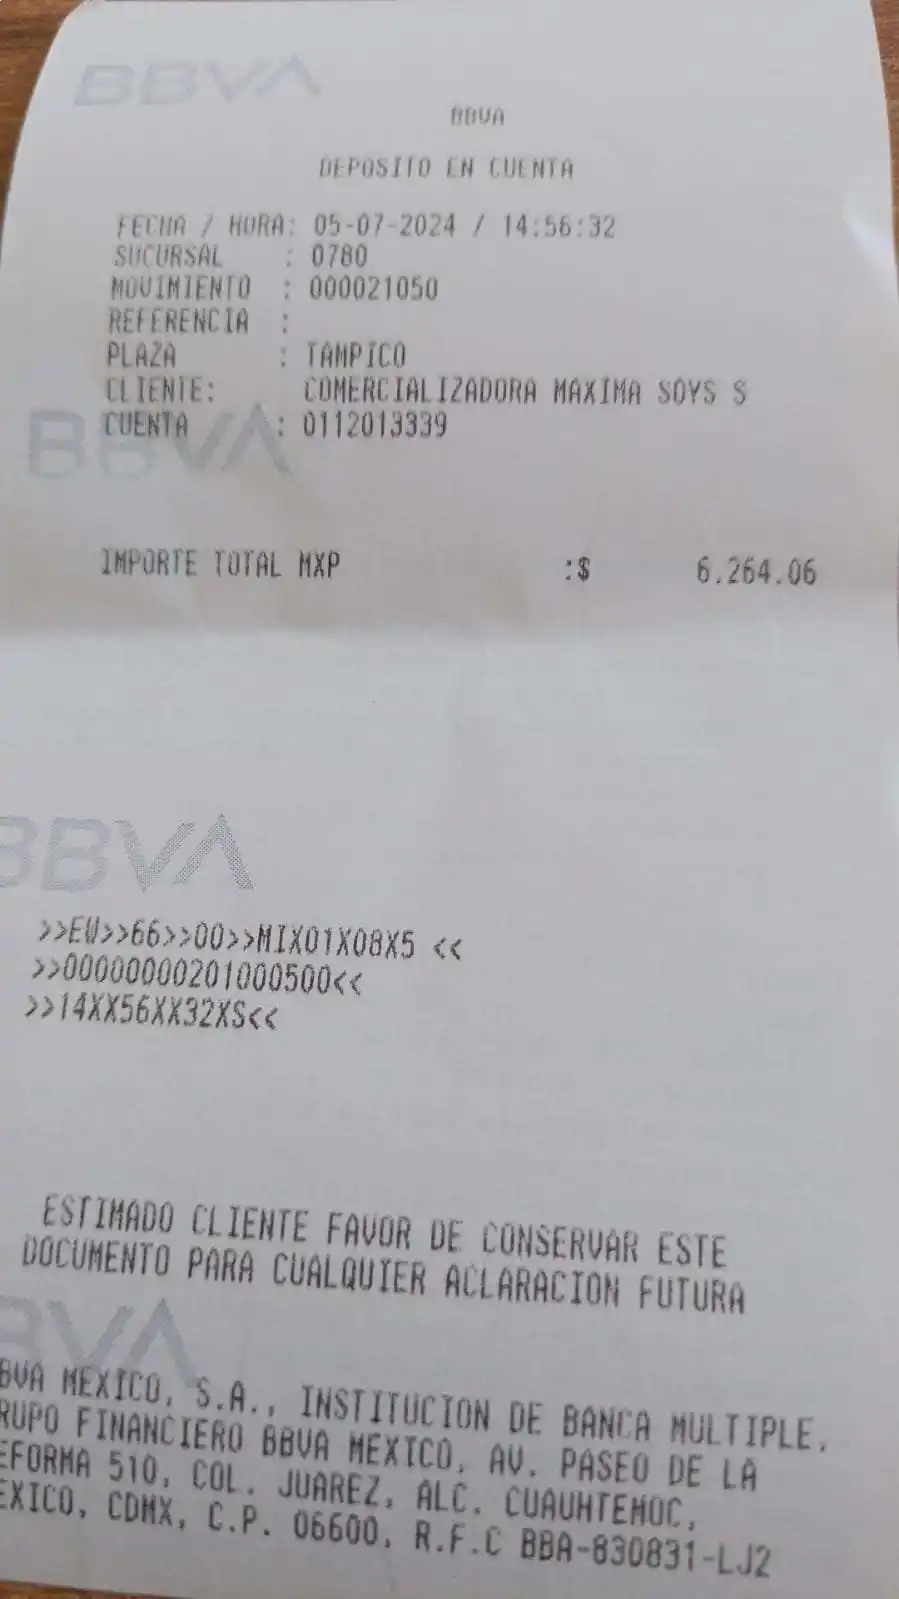 BBVA
BBVA
DEPOSITO EN CUENTA
FECHA / HORA: 05-07-2024 / 14:56:32
SUCURSAL : 0780
MOVIMIENTO : 000021050
REFERENCIA :
PLAZA : TAMPICO
CLIENTE: COMERCIALIZADORA MAXIMA SOYS S
CUENTA : 0112013339
BBVA
IMPORTE TOTAL MXP :$ 6.264.06
BBVA
>>EW>>66>>00>>MIX01X08X5 <<
>>00000000201000500<<
>>14XX56XX32XS<<
ESTIMADO CLIENTE FAVOR DE CONSERVAR ESTE
DOCUMENTO PARA CUALQUIER ACLARACION FUTURA
BVA
BVA MEXICO, S.A., INSTITUCION DE BANCA MULTIPLE,
RUPO FINANCIERO BBVA MEXICO, AV. PASEO DE LA
EFORMA 510, COL. JUAREZ, ALC. CUAUHTEMOC,
EXICO, CDMX, C.P. 06600, R.F.C BBA-830831-LJ2